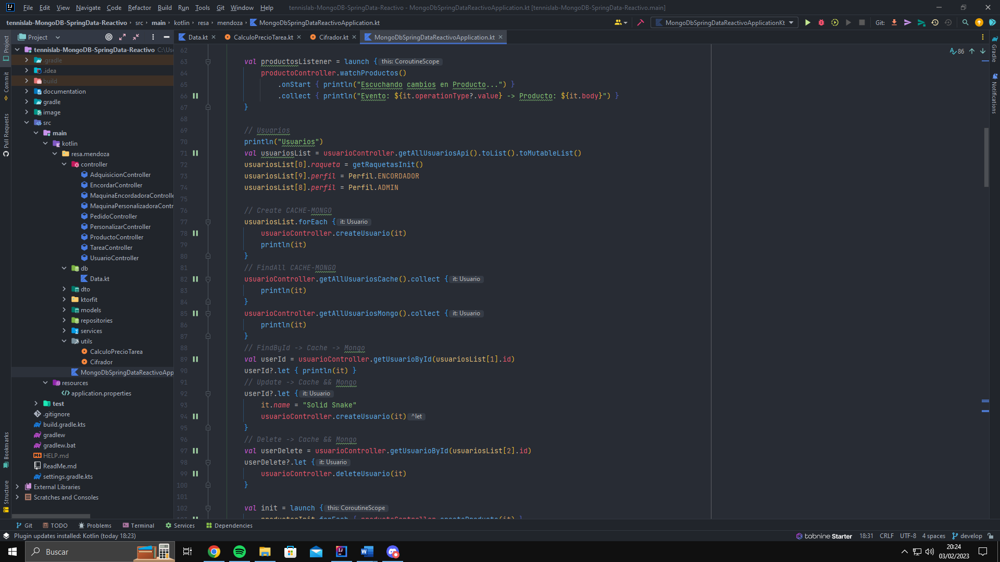 File Edit View Navigate Code Refactor Build Run Tools Git Window Help tennislab-MongoDB-SpringData-Reactivo - MongoDbSpringDataReactivoApplication.kt [tennislab-MongoDB-SpringData-Reactivo.main]
tennislab-MongoDB-SpringData-Reactivo src main kotlin resa mendoza MongoDbSpringDataReactivoApplication.kt MongoDbSpringDataReactivoApplicationKt Git:
Project Data.kt CalculoPrecioTarea.kt Cifrador.kt MongoDbSpringDataReactivoApplication.kt
Project
Commit
Pull Requests
Bookmarks
Structure
tennislab-MongoDB-SpringData-Reactivo C:\Us
.gradle
.idea
build
documentation
gradle
image
src
main
kotlin
resa.mendoza
controller
AdquisicionController
EncordarController
MaquinaEncordadoraControlle
MaquinaPersonalizadoraContr
PedidoController
PersonalizarController
ProductoController
TareaController
UsuarioController
db
Data.kt
dto
ktorfit
models
repositories
services
utils
CalculoPrecioTarea
Cifrador
MongoDbSpringDataReactivoApp
resources
application.properties
test
.gitignore
build.gradle.kts
gradlew
gradlew.bat
HELP.md
ReadMe.md
settings.gradle.kts
External Libraries
Scratches and Consoles
62
63 val productosListener = launch { this: CoroutineScope
64 productoController.watchProductos()
65 .onStart { println("Escuchando cambios en Producto...") }
66 .collect { println("Evento: ${it.operationType?.value} -> Producto: ${it.body}") }
67 }
68
69 // Usuarios
70 println("Usuarios")
71 val usuariosList = usuarioController.getAllUsuariosApi().toList().toMutableList()
72 usuariosList[0].raqueta = getRaquetasInit()
73 usuariosList[9].perfil = Perfil.ENCORDADOR
74 usuariosList[8].perfil = Perfil.ADMIN
75
76 // Create CACHE-MONGO
77 usuariosList.forEach { it: Usuario
78 usuarioController.createUsuario(it)
79 println(it)
80 }
81 // FindAll CACHE-MONGO
82 usuarioController.getAllUsuariosCache().collect { it: Usuario
83 println(it)
84 }
85 usuarioController.getAllUsuariosMongo().collect { it: Usuario
86 println(it)
87 }
88 // FindById -> Cache -> Mongo
89 val userId = usuarioController.getUsuarioById(usuariosList[1].id)
90 userId?.let { println(it) }
91 // Update -> Cache && Mongo
92 userId?.let { it: Usuario
93 it.name = "Solid Snake"
94 usuarioController.createUsuario(it) ^let
95 }
96 // Delete -> Cache && Mongo
97 val userDelete = usuarioController.getUsuarioById(usuariosList[2].id)
98 userDelete?.let { it: Usuario
99 usuarioController.deleteUsuario(it)
100 }
101
102 val init = launch { this: CoroutineScope
103 productosInit.forEach { productoController.createProducto(it) }
86
Gradle
Notifications
Git TODO Problems Terminal Services Dependencies
Plugin updates installed: Kotlin (today 18:23) tabnine Starter 18:31 CRLF UTF-8 4 spaces develop
Buscar
20:24
03/02/2023